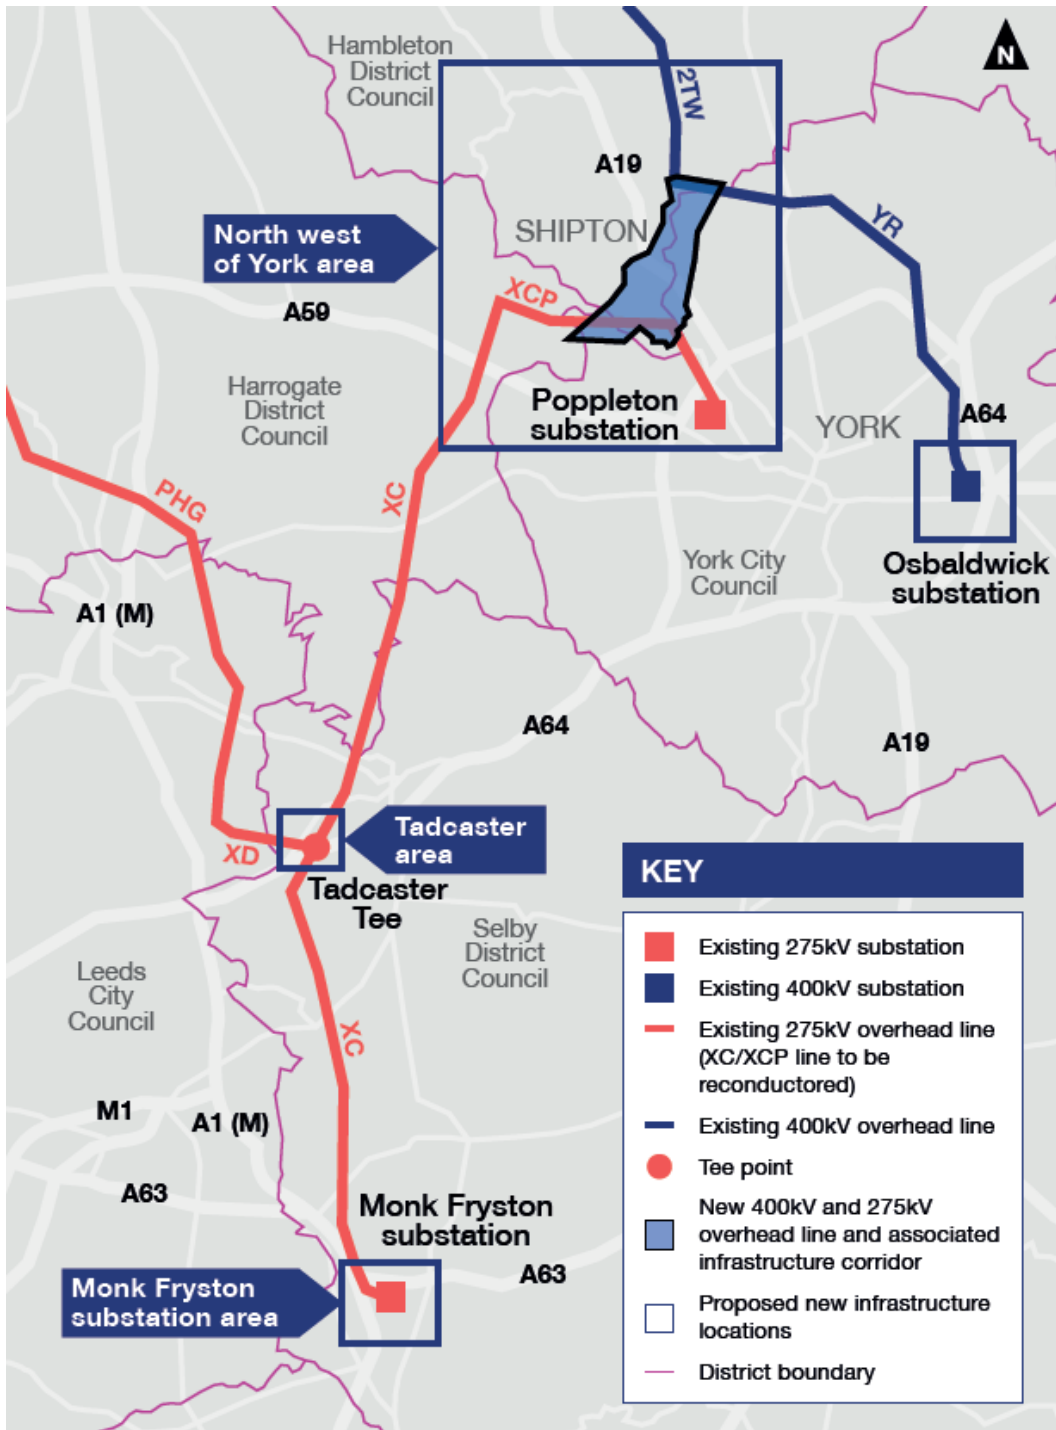 Hambleton
District
Council
N
2TW
A19
SHIPTON
YR
North west
of York area
XCP
A59
Harrogate
District
Council
Poppleton
substation
YORK
A64
XC
PHG
Osbaldwick
substation
York City
Council
A1 (M)
A64
A19
Tadcaster
area
XD
Tadcaster
Tee
Selby
District
Council
Leeds
City
Council
XC
M1
A1 (M)
A63
Monk Fryston
substation
A63
Monk Fryston
substation area
KEY
Existing 275kV substation
Existing 400kV substation
Existing 275kV overhead line
(XC/XCP line to be
reconductored)
Existing 400kV overhead line
Tee point
New 400kV and 275kV
overhead line and associated
infrastructure corridor
Proposed new infrastructure
locations
District boundary